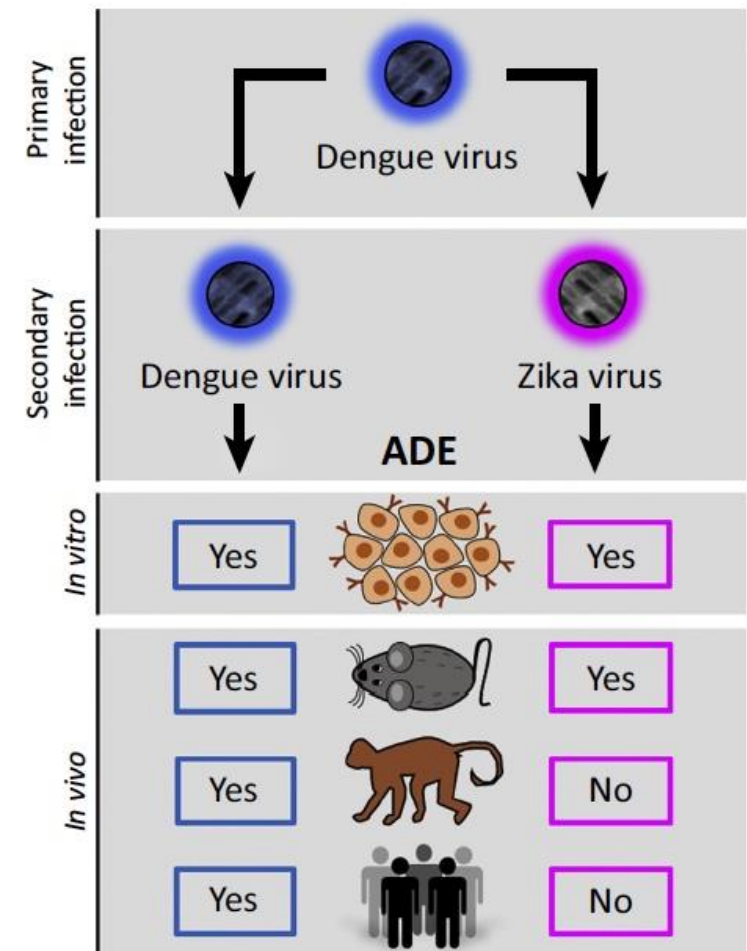 Primary
infection
Dengue virus
Secondary
infection
Dengue virus
Zika virus
ADE
In vitro
Yes
Yes
In vivo
Yes
Yes
Yes
No
Yes
No